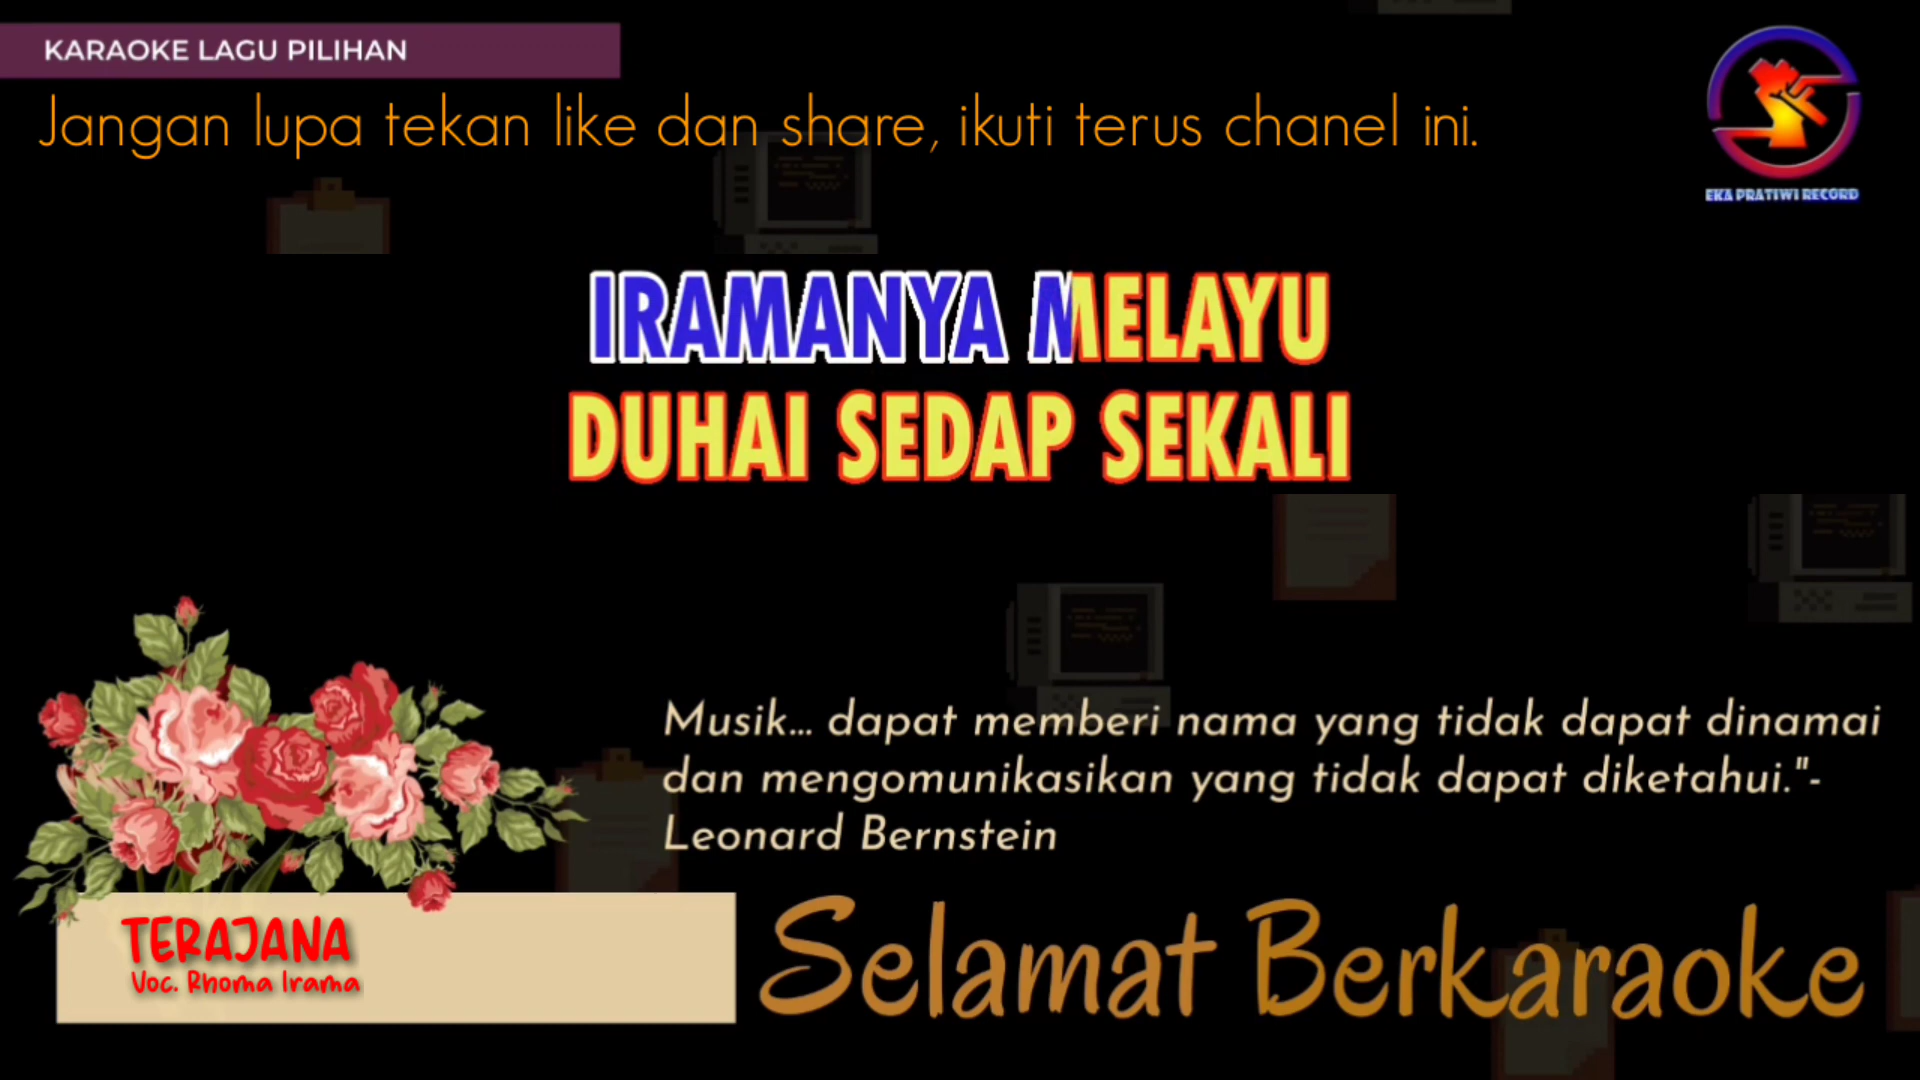 KARAOKE LAGU PILIHAN
Jangan lupa tekan like dan share, ikuti terus chanel ini.
EKA PRATIWI RECORD
IRAMANYA MELAYU
DUHAI SEDAP SEKALI
Musik... dapat memberi nama yang tidak dapat dinamai
dan mengomunikasikan yang tidak dapat diketahui."-
Leonard Bernstein
TERAJANA
Voc. Rhoma Irama
Selamat Berkaraoke